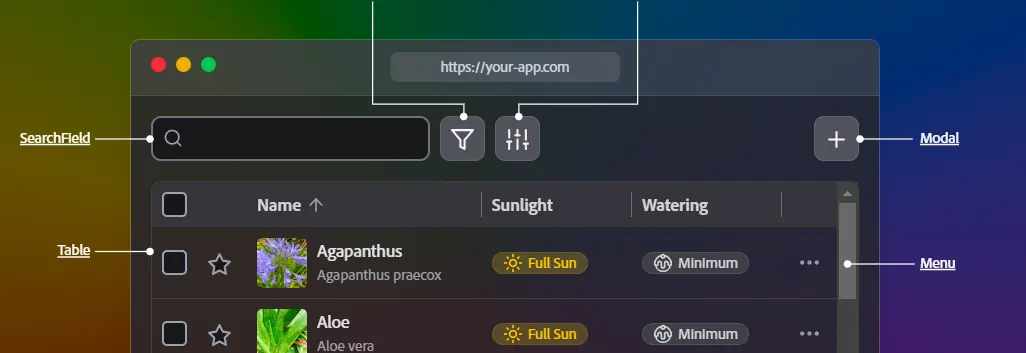 https://your-app.com
SearchField
Modal
Name
Sunlight
Watering
Table
Agapanthus
Agapanthus praecox
Full Sun
Minimum
Menu
Aloe
Aloe vera
Full Sun
Minimum